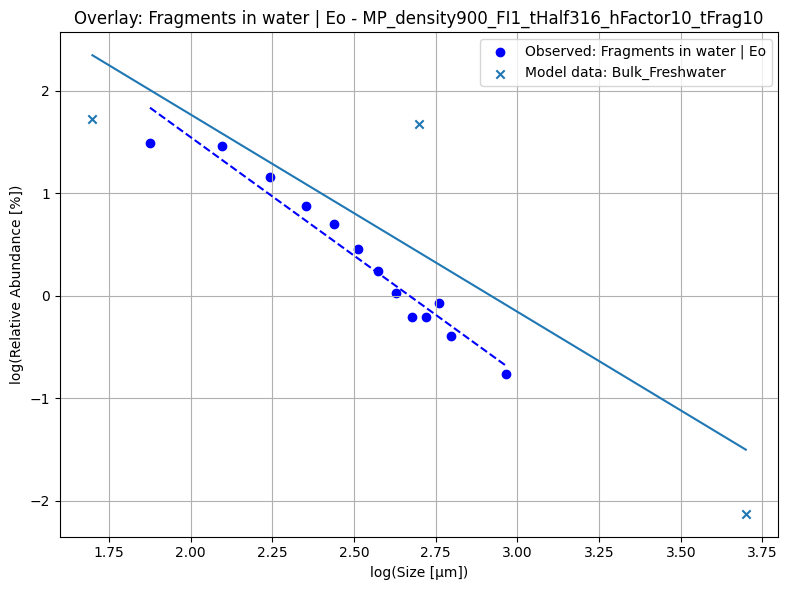 Overlay: Fragments in water | Eo - MP_density900_FI1_tHalf316_hFactor10_tFrag10
Observed: Fragments in water | Eo
Model data: Bulk_Freshwater
log(Relative Abundance [%])
2
1
0
−1
−2
1.75 2.00 2.25 2.50 2.75 3.00 3.25 3.50 3.75
log(Size [μm])